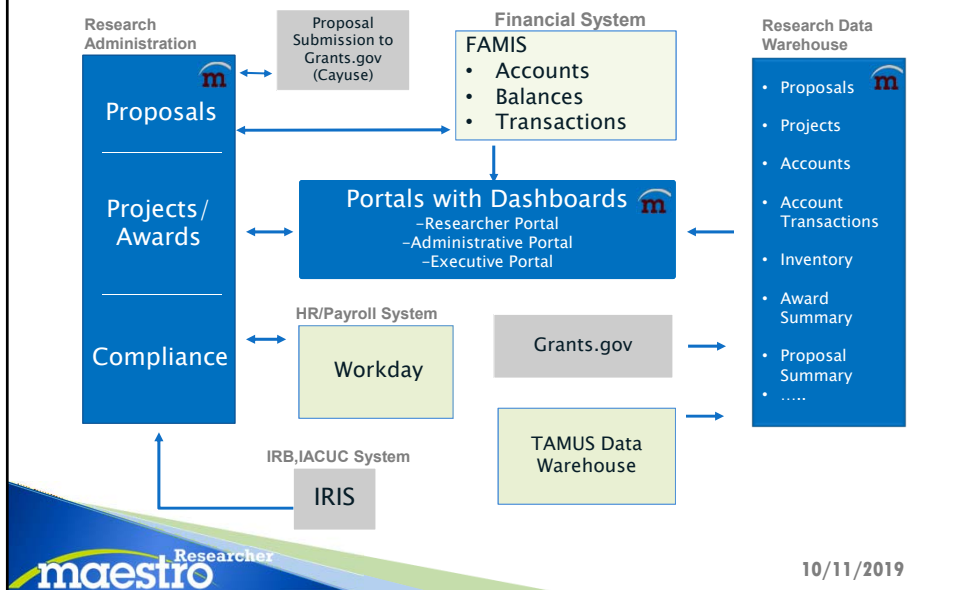 Research
Administration
m
Proposals
Projects/
Awards
Compliance
Proposal
Submission to
Grants.gov
(Cayuse)
Financial System
FAMIS
• Accounts
• Balances
• Transactions
Portals with Dashboards
m
–Researcher Portal
–Administrative Portal
–Executive Portal
HR/Payroll System
Workday
Grants.gov
TAMUS Data
Warehouse
IRB,IACUC System
IRIS
Research Data
Warehouse
m
• Proposals
• Projects
• Accounts
• Account
Transactions
• Inventory
• Award
Summary
• Proposal
Summary
• .....
Researcher
maestro
10/11/2019